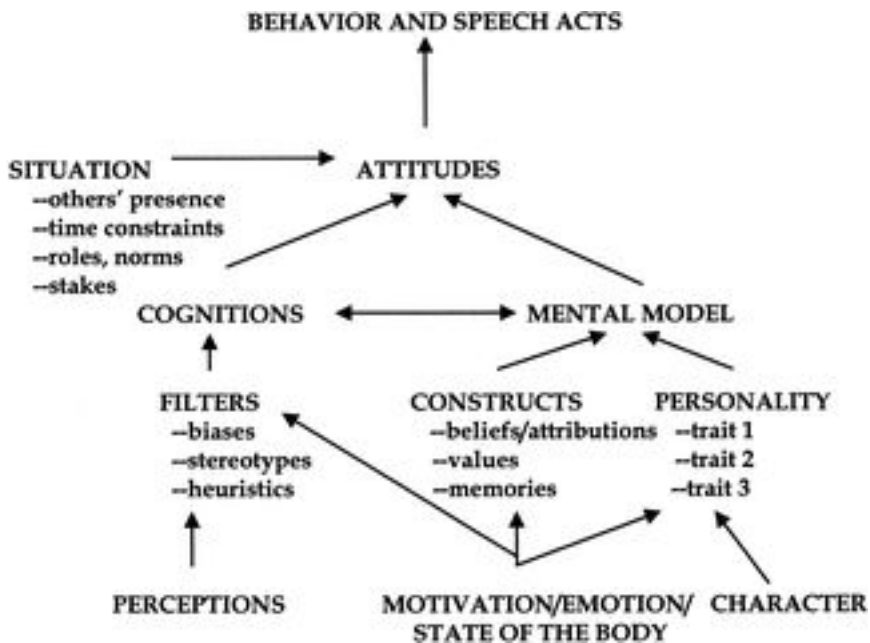 BEHAVIOR AND SPEECH ACTS
SITUATION
--others' presence
--time constraints
--roles, norms
--stakes
ATTITUDES
COGNITIONS
MENTAL MODEL
FILTERS
--biases
--stereotypes
--heuristics
CONSTRUCTS
--beliefs/attributions
--values
--memories
PERSONALITY
--trait 1
--trait 2
--trait 3
PERCEPTIONS
MOTIVATION/EMOTION/
STATE OF THE BODY
CHARACTER